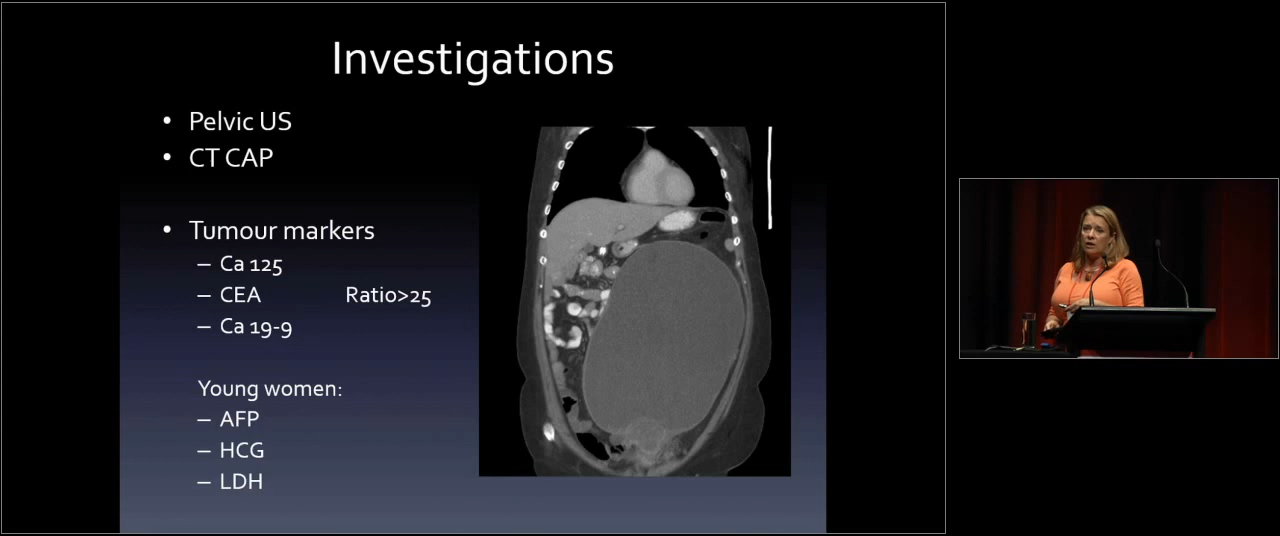 Investigations
• Pelvic US
• CT CAP
• Tumour markers
– Ca 125
– CEA Ratio>25
– Ca 19-9
Young women:
– AFP
– HCG
– LDH